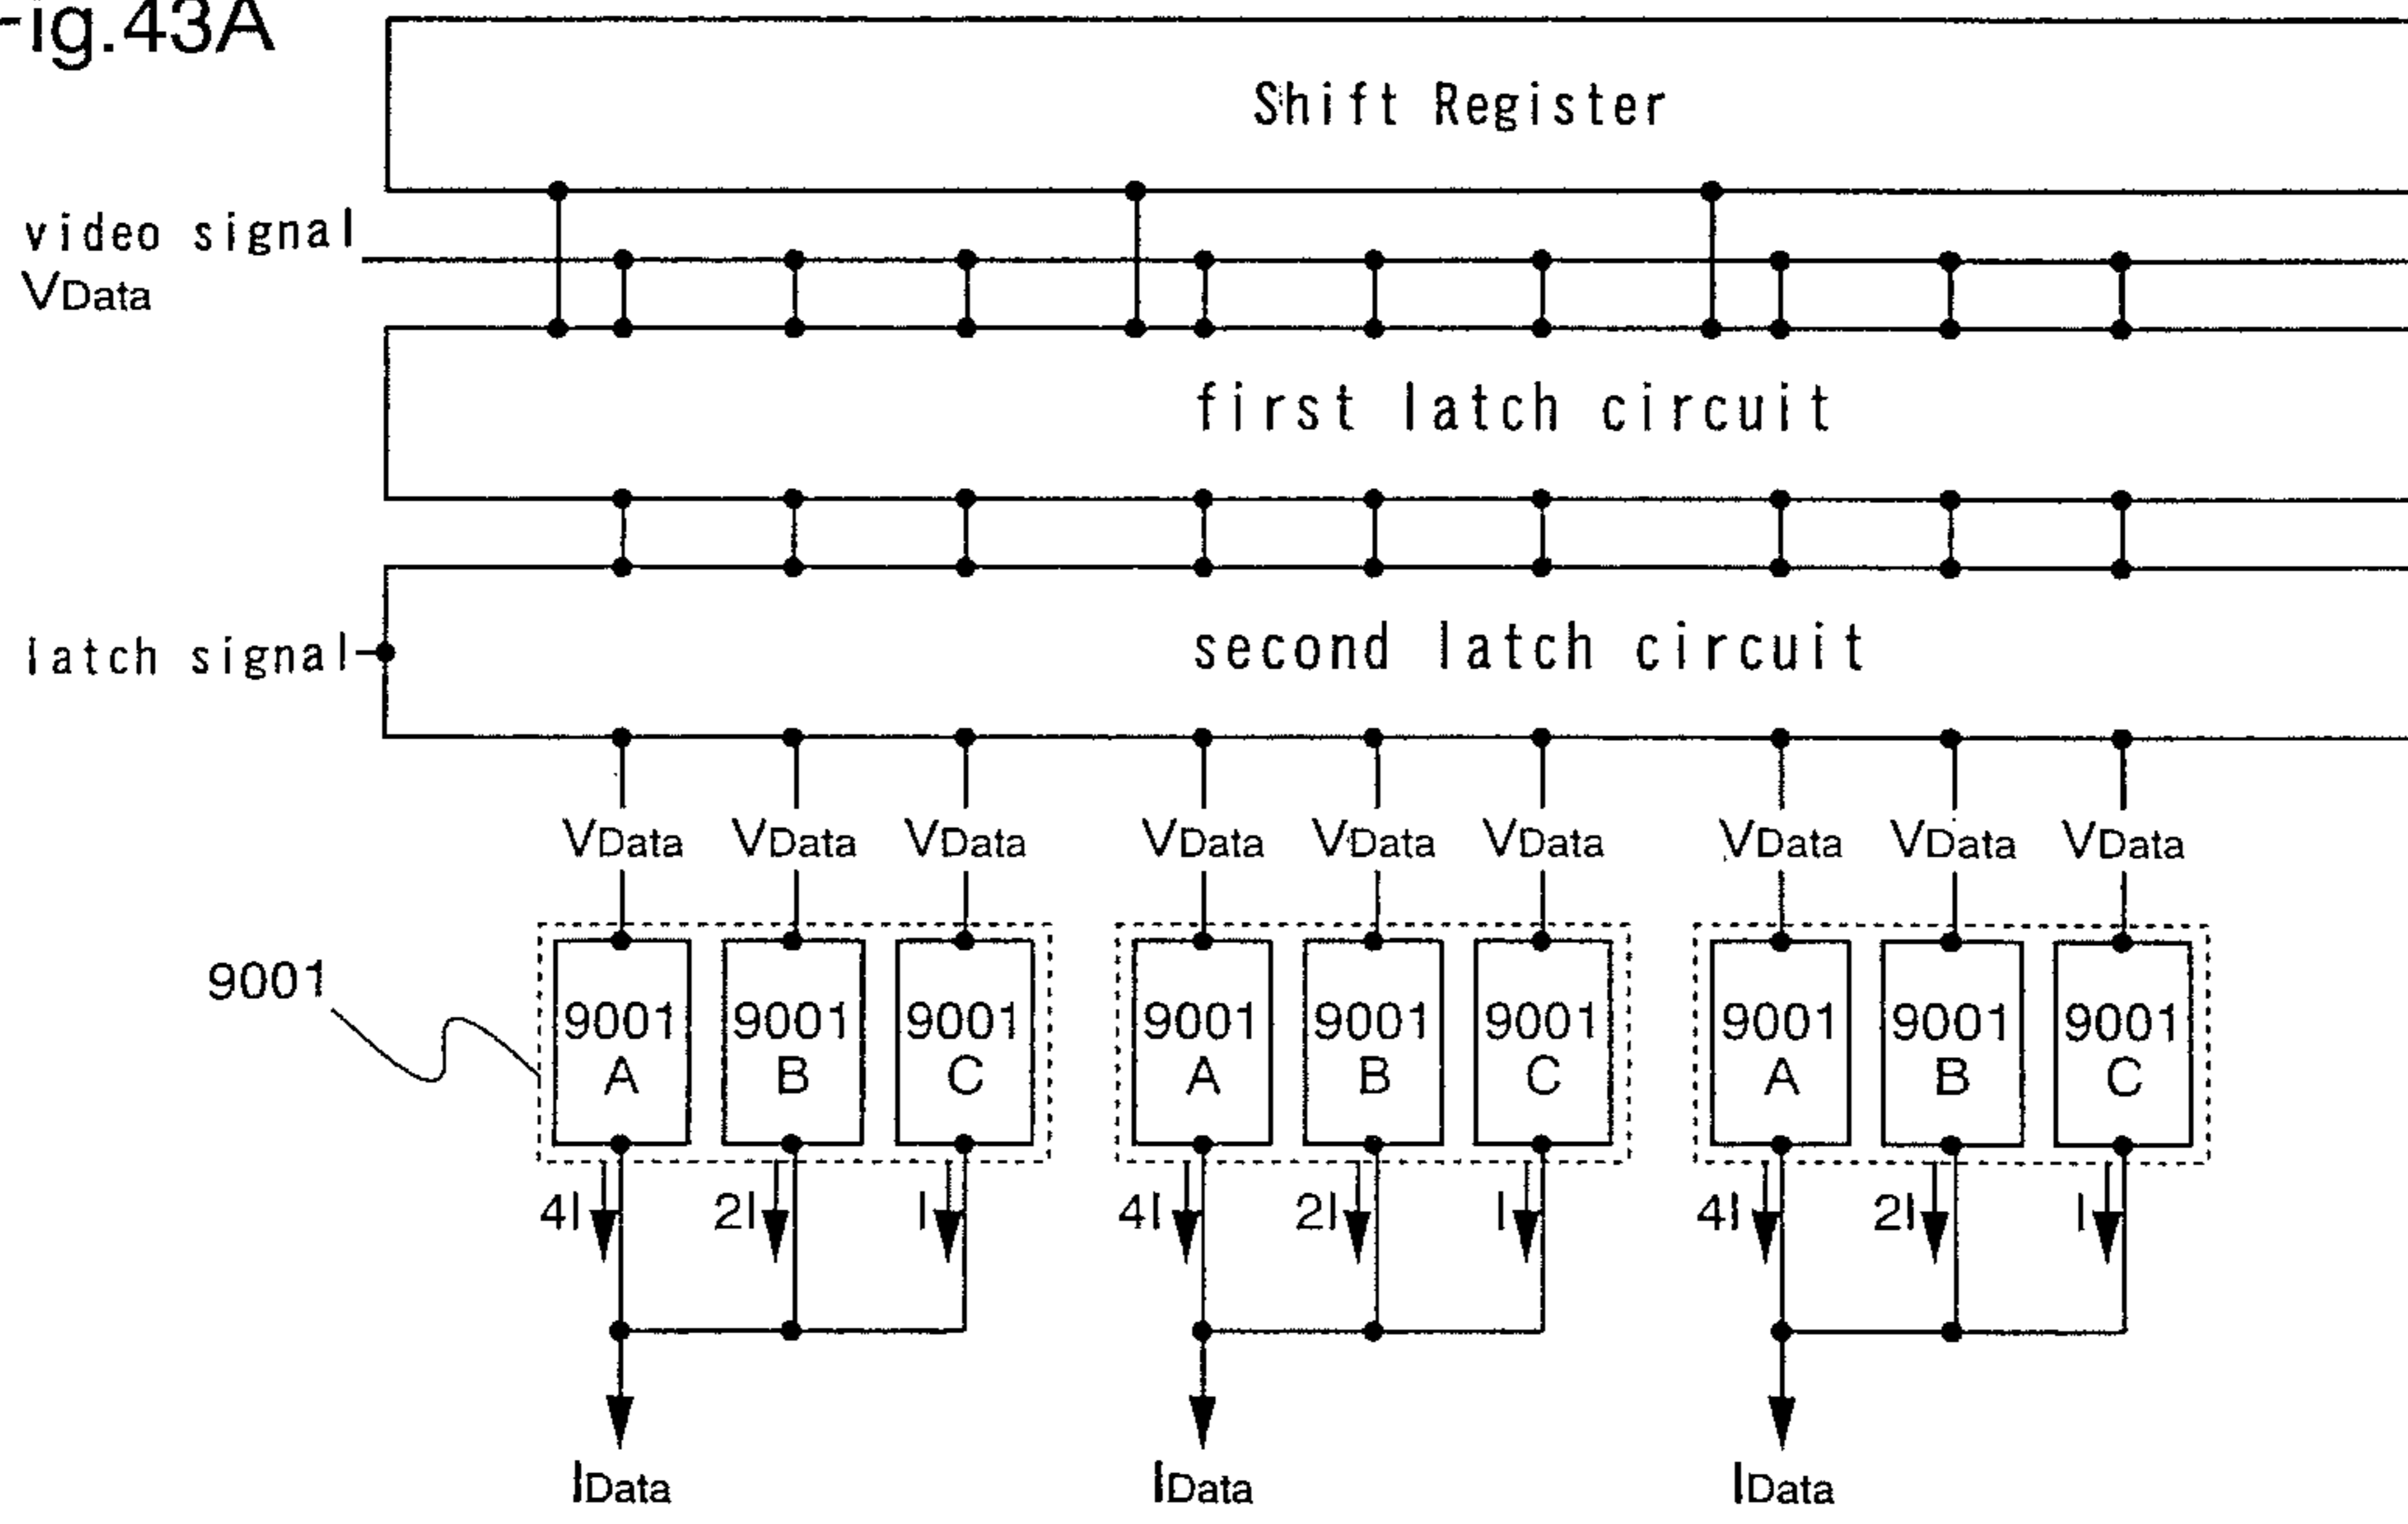 Fig.43A
Shift Register
video signal
VData
first latch circuit
latch signal
second latch circuit
VData VData VData VData VData VData VData VData VData
9001
9001 9001 9001 9001 9001 9001 9001 9001 9001
A B C A B C A B C
4I 2I I 4I 2I I 4I 2I I
IData IData IData